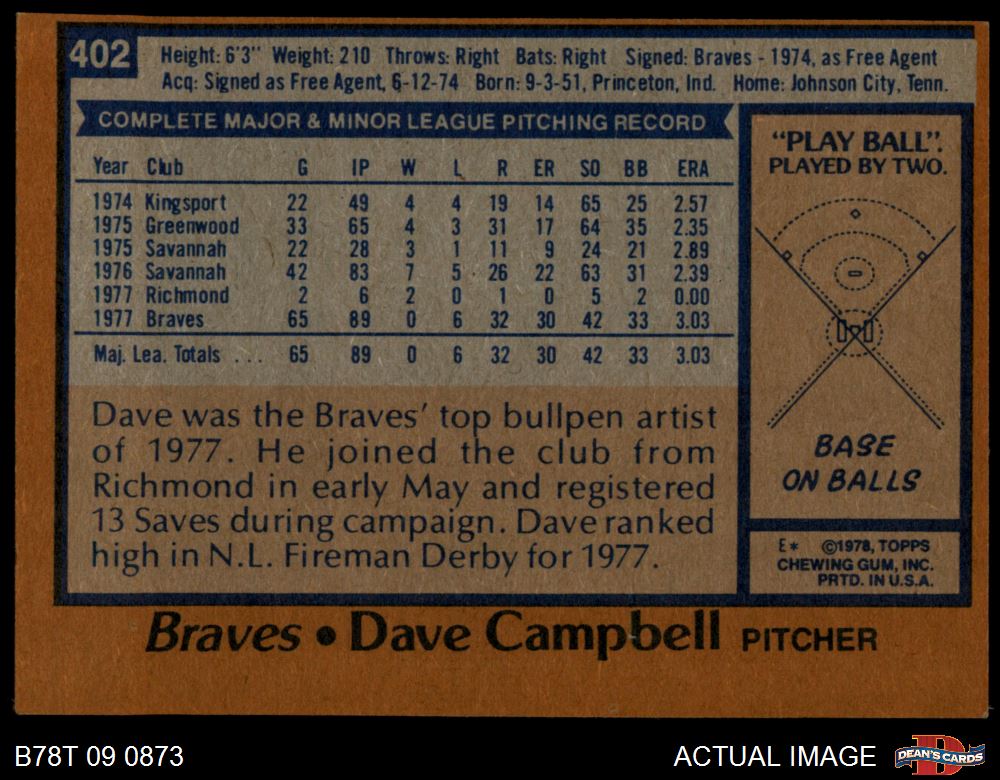 402
Height: 6'3" Weight: 210 Throws: Right Bats: Right Signed: Braves - 1974, as Free Agent
Acq: Signed as Free Agent, 6-12-74 Born: 9-3-51, Princeton, Ind. Home: Johnson City, Tenn.
COMPLETE MAJOR & MINOR LEAGUE PITCHING RECORD
Year Club G IP W L R ER SO BB ERA
1974 Kingsport 22 49 4 4 19 14 65 25 2.57
1975 Greenwood 33 65 4 3 31 17 64 35 2.35
1975 Savannah 22 28 3 1 11 9 24 21 2.89
1976 Savannah 42 83 7 5 26 22 63 31 2.39
1977 Richmond 2 6 2 0 1 0 5 2 0.00
1977 Braves 65 89 0 6 32 30 42 33 3.03
Maj. Lea. Totals ... 65 89 0 6 32 30 42 33 3.03
Dave was the Braves' top bullpen artist
of 1977. He joined the club from
Richmond in early May and registered
13 Saves during campaign. Dave ranked
high in N.L. Fireman Derby for 1977.
"PLAY BALL".
PLAYED BY TWO.
BASE
ON BALLS
E* ©1978, TOPPS
CHEWING GUM, INC.
PRTD. IN U.S.A.
Braves • Dave Campbell PITCHER
B78T 09 0873
ACTUAL IMAGE
DEAN'S CARDS